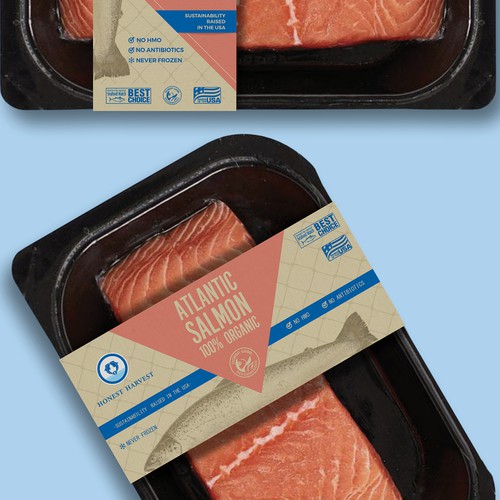 SUSTAINABILITY
RAISED
IN THE USA
NO HMO
NO ANTIBIOTICS
NEVER FROZEN
BEST
CHOICE
USA
BEST
CHOICE
USA
ATLANTIC
SALMON
100% ORGANIC
NO HMO
NO ANTIBIOTICS
HONEST HARVEST
SUSTAINABILITY RAISED IN THE USA
NEVER FROZEN